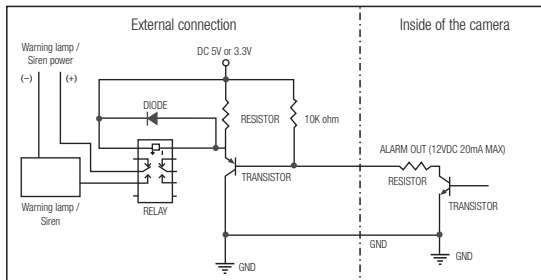 External connection
Inside of the camera
Warning lamp /
Siren power
(−)
(+)
DC 5V or 3.3V
DIODE
RESISTOR
10K ohm
ALARM OUT (12VDC 20mA MAX)
RESISTOR
TRANSISTOR
TRANSISTOR
Warning lamp /
Siren
RELAY
GND
GND
GND